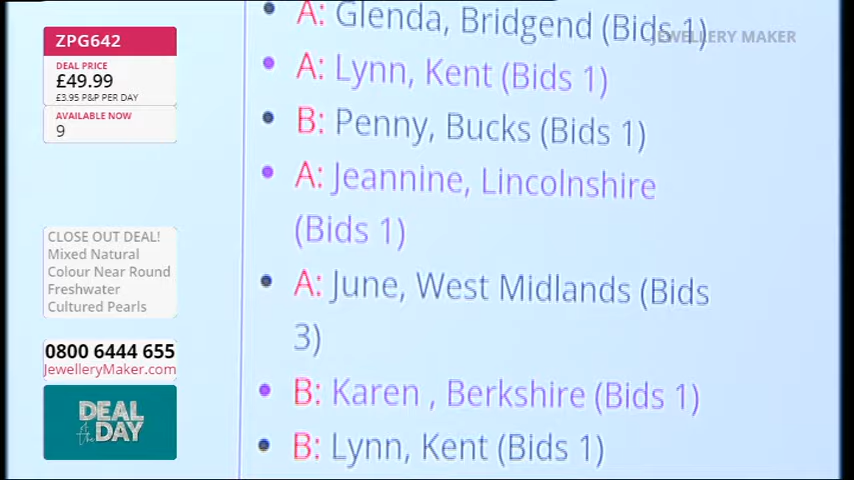 ZPG642
DEAL PRICE
£49.99
£3.95 P&P PER DAY
AVAILABLE NOW
9
CLOSE OUT DEAL!
Mixed Natural
Colour Near Round
Freshwater
Cultured Pearls
0800 6444 655
JewelleryMaker.com
DEAL
of the
DAY
JEWELLERY MAKER
A: Glenda, Bridgend (Bids 1)
A: Lynn, Kent (Bids 1)
B: Penny, Bucks (Bids 1)
A: Jeannine, Lincolnshire
(Bids 1)
A: June, West Midlands (Bids
3)
B: Karen , Berkshire (Bids 1)
B: Lynn, Kent (Bids 1)